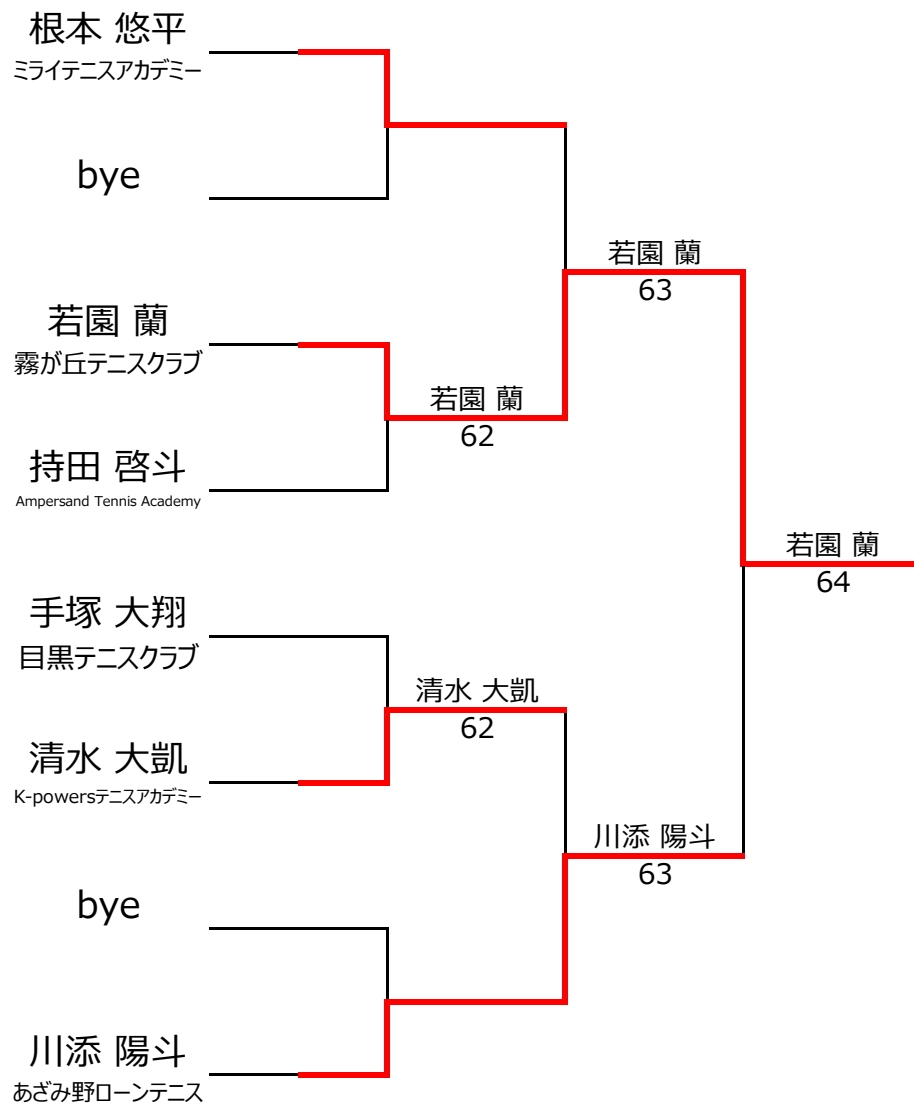 根本 悠平
ミライテニスアカデミー
bye
若園 蘭
63
若園 蘭
霧が丘テニスクラブ
若園 蘭
62
持田 啓斗
Ampersand Tennis Academy
若園 蘭
64
手塚 大翔
目黒テニスクラブ
清水 大凱
62
清水 大凱
K-powersテニスアカデミー
川添 陽斗
63
bye
川添 陽斗
あざみ野ローンテニス